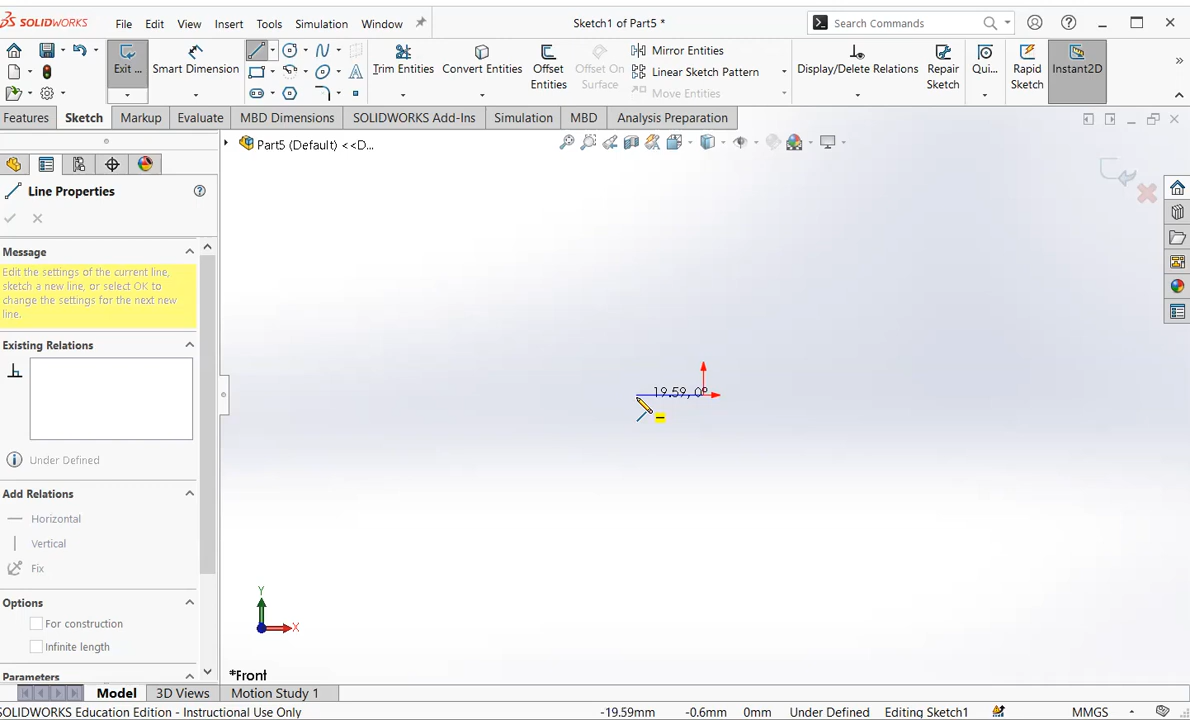 SOLIDWORKS File Edit View Insert Tools Simulation Window Sketch1 of Part5 * Search Commands
Exit ... Smart Dimension Trim Entities Convert Entities Offset Entities Offset On Surface Mirror Entities Linear Sketch Pattern Move Entities Display/Delete Relations Repair Sketch Qui... Rapid Sketch Instant2D
Features Sketch Markup Evaluate MBD Dimensions SOLIDWORKS Add-Ins Simulation MBD Analysis Preparation
Part5 (Default) <<D...
Line Properties
Message
Edit the settings of the current line,
sketch a new line, or select OK to
change the settings for the next new
line.
Existing Relations
19.59, 0°
Under Defined
Add Relations
Horizontal
Vertical
Fix
Options
For construction
Infinite length
Parameters
Y
X
*Front
Model 3D Views Motion Study 1
SOLIDWORKS Education Edition - Instructional Use Only -19.59mm -0.6mm 0mm Under Defined Editing Sketch1 MMGS